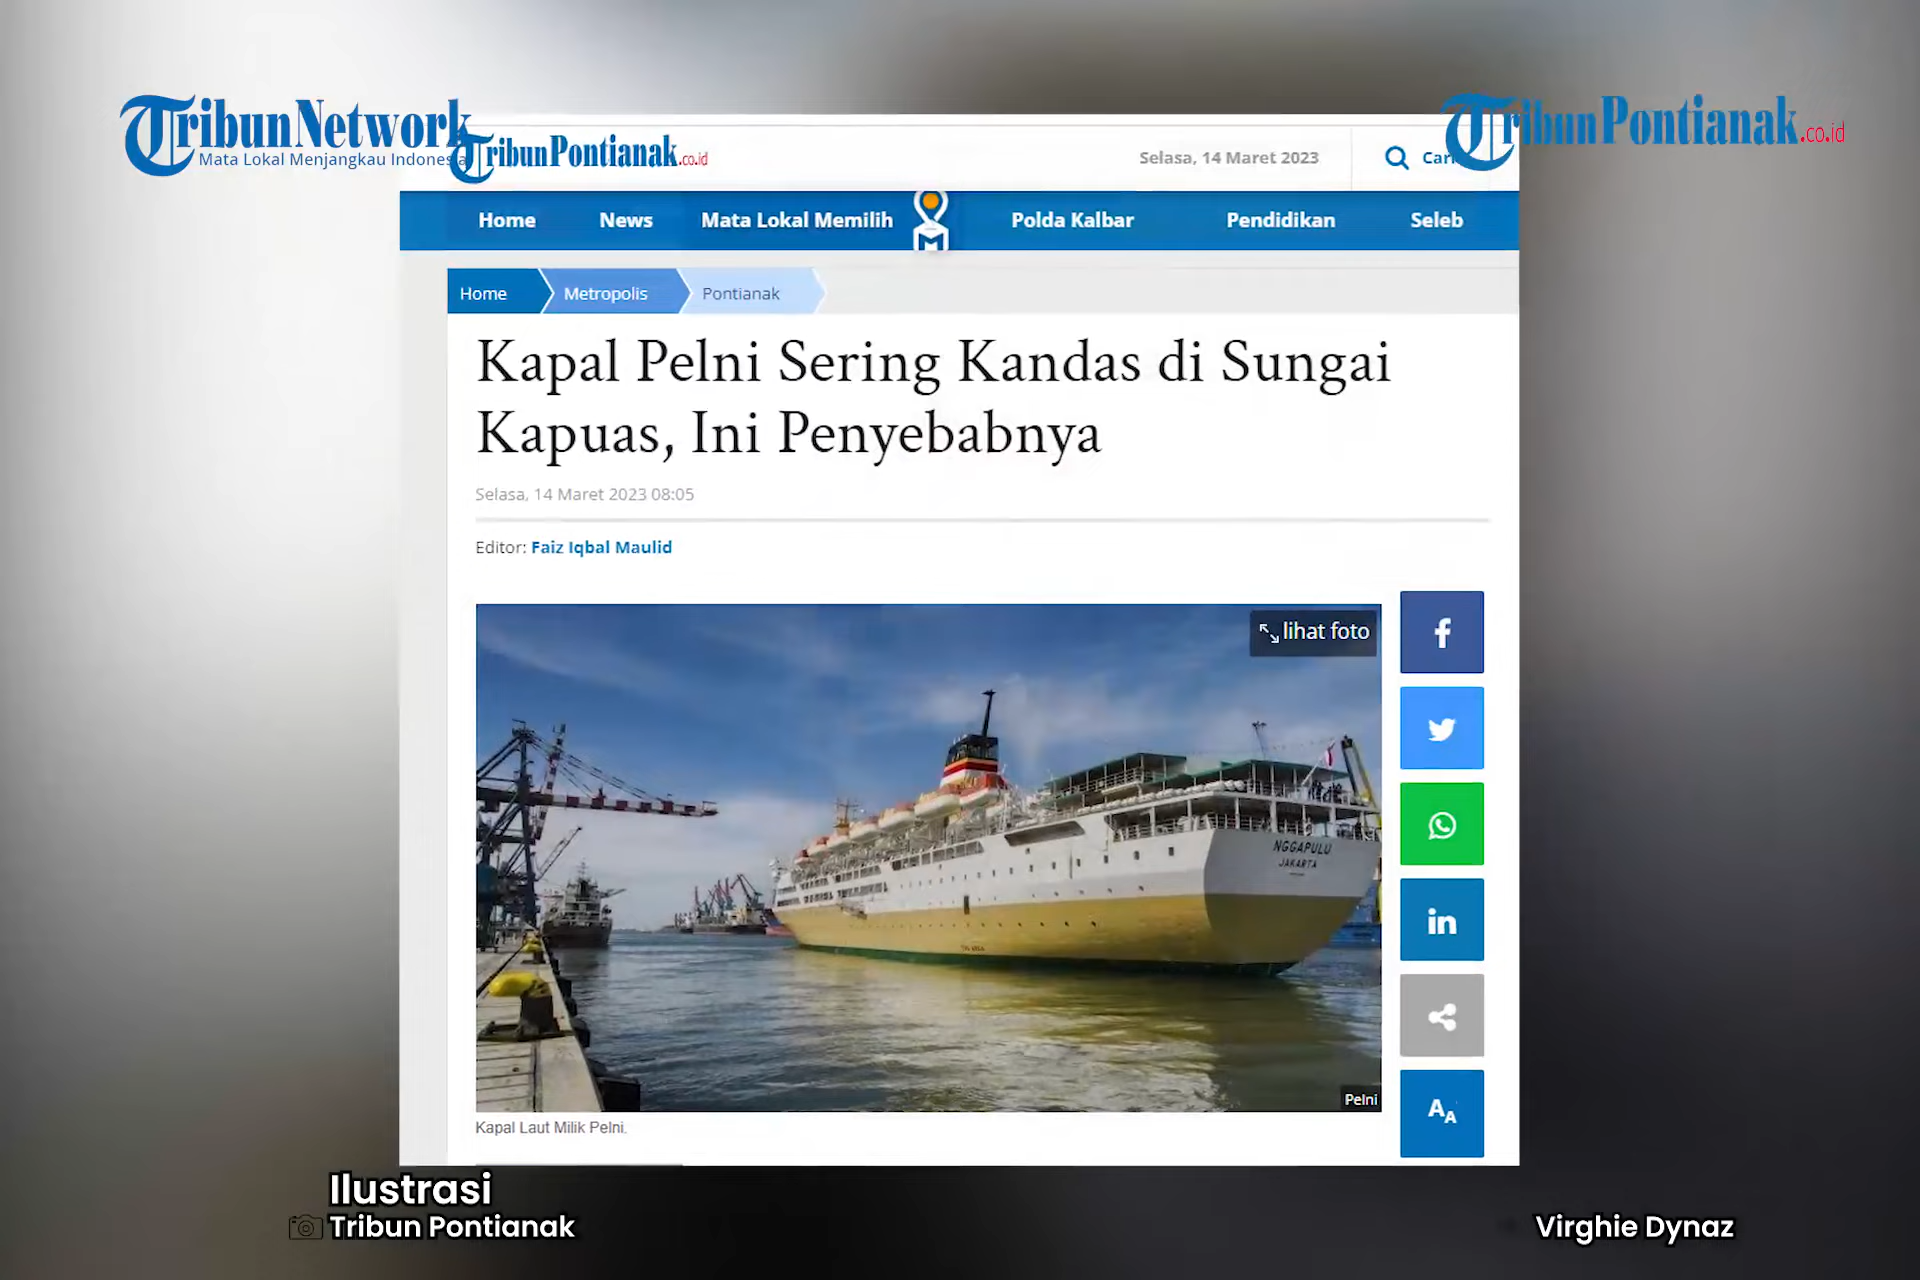 TribunNetwork
Mata Lokal Menjangkau Indonesia
TribunPontianak.co.id
TribunPontianak.co.id
Selasa, 14 Maret 2023
Cari
Home News Mata Lokal Memilih Polda Kalbar Pendidikan Seleb
Home Metropolis Pontianak
Kapal Pelni Sering Kandas di Sungai
Kapuas, Ini Penyebabnya
Selasa, 14 Maret 2023 08:05
Editor: Faiz Iqbal Maulid
lihat foto
NGGAPULU
JAKARTA
Pelni
Kapal Laut Milik Pelni.
AA
Ilustrasi
Tribun Pontianak
Virghie Dynaz